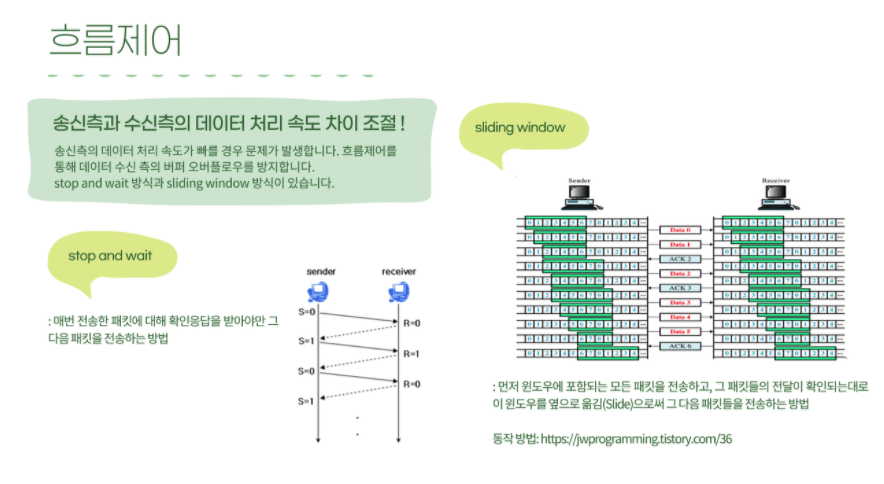 흐름제어
송신측과 수신측의 데이터 처리 속도 차이 조절 !
송신측의 데이터 처리 속도가 빠를 경우 문제가 발생합니다. 흐름제어를
통해 데이터 수신 측의 버퍼 오버플로우를 방지합니다.
stop and wait 방식과 sliding window 방식이 있습니다.
stop and wait
: 매번 전송한 패킷에 대해 확인응답을 받아야만 그
다음 패킷을 전송하는 방법
sender receiver
S=0
R=0
S=1
R=1
S=0
R=0
S=1
sliding window
Sender Receiver
Data 0
Data 1
ACK 2
Data 2
ACK 3
Data 3
Data 4
Data 5
ACK 6
: 먼저 윈도우에 포함되는 모든 패킷을 전송하고, 그 패킷들의 전달이 확인되는대로
이 윈도우를 옆으로 옮김(Slide)으로써 그 다음 패킷들을 전송하는 방법
동작 방법: https://jwprogramming.tistory.com/36